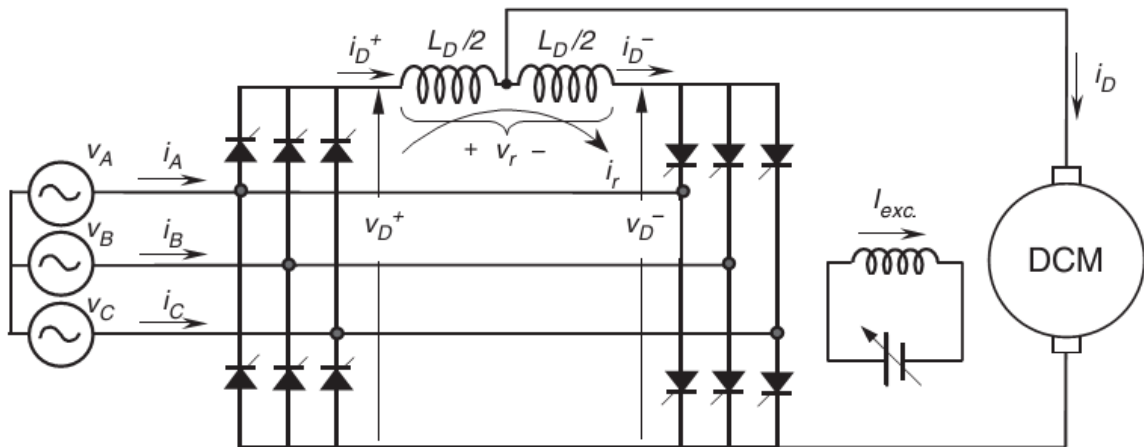 i_D^+
L_D/2
L_D/2
i_D^-
i_D
+ v_r −
i_r
v_A
i_A
v_B
i_B
v_C
i_C
v_D^+
v_D^-
I_exc.
DCM